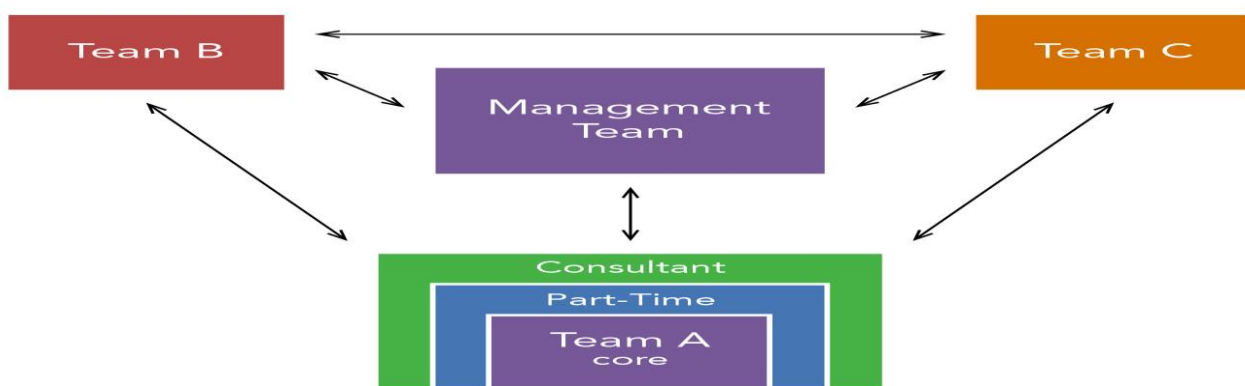 Team B
Team C
Management
Team
Consultant
Part-Time
Team A
core